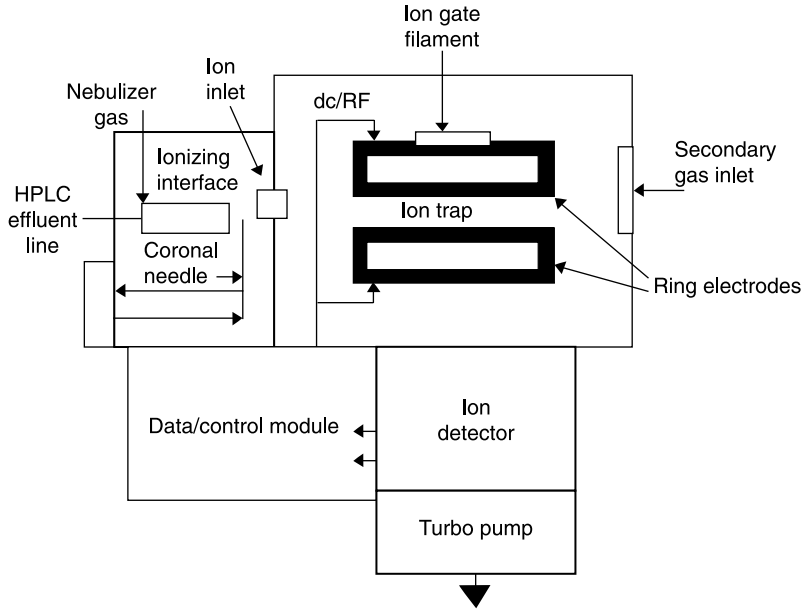 Ion gate
filament
Ion
inlet
Nebulizer
gas
dc/RF
Ionizing
interface
Secondary
gas inlet
HPLC
effluent
line
Ion trap
Coronal
needle
Ring electrodes
Data/control module
Ion
detector
Turbo pump